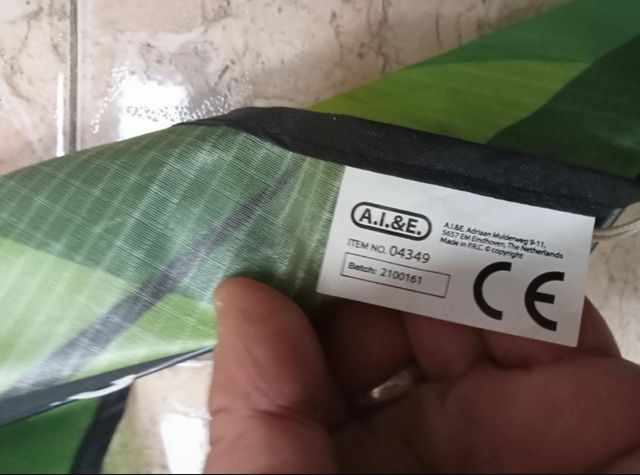 A.I.&E.
A.I.&E. Adriaan Mulderweg 9-11,
5657 EM Eindhoven, The Netherlands
Made in P.R.C. © copyright
ITEM NO. 04349
Batch: 2100161
CE